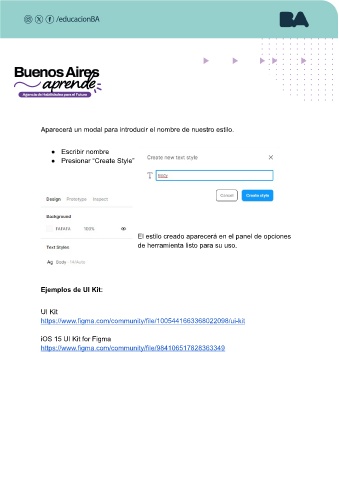 /educacionBA
BA
Buenos Aires
aprende
Agencia de Habilidades para el Futuro
Aparecerá un modal para introducir el nombre de nuestro estilo.
● Escribir nombre
● Presionar “Create Style”
Create new text style
Body
Cancel
Create style
Design Prototype Inspect
Background
FAFAFA 100%
Text Styles
Ag Body · 14/Auto
El estilo creado aparecerá en el panel de opciones
de herramienta listo para su uso.
Ejemplos de UI Kit:
UI Kit
https://www.figma.com/community/file/1005441663368022098/ui-kit
iOS 15 UI Kit for Figma
https://www.figma.com/community/file/984106517828363349